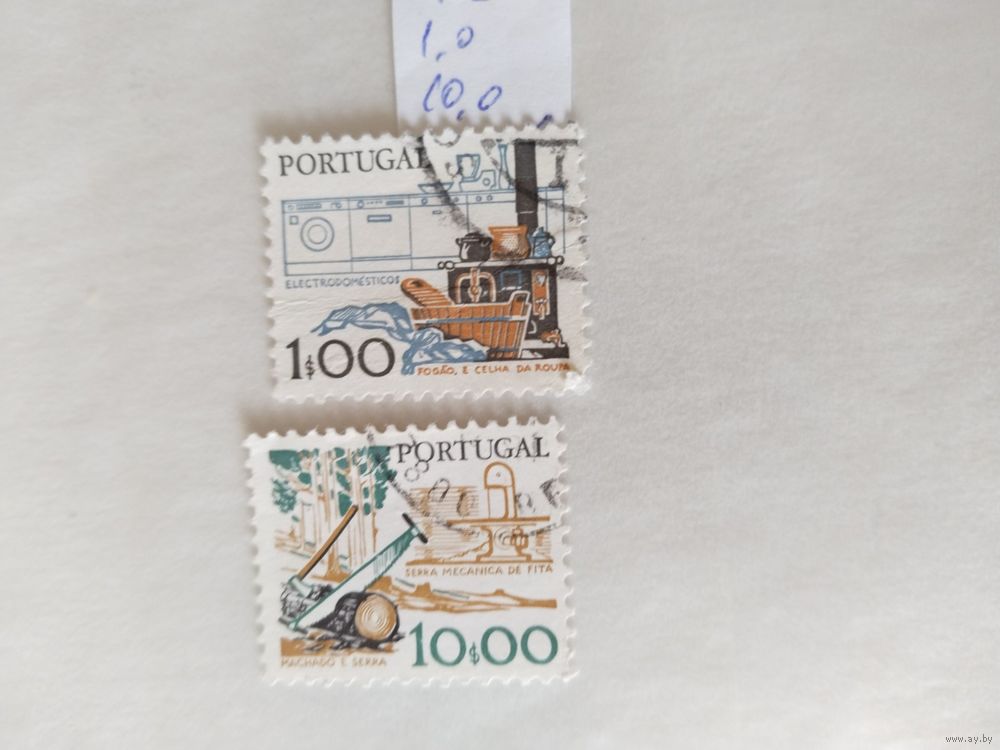 1,0
10,0
PORTUGAL
ELECTRODOMÉSTICOS
1$00
FOGÃO, E CELHA DA ROUPA
PORTUGAL
SERRA MECANICA DE FITA
10$00
MACHADO E SERRA
www.ay.by